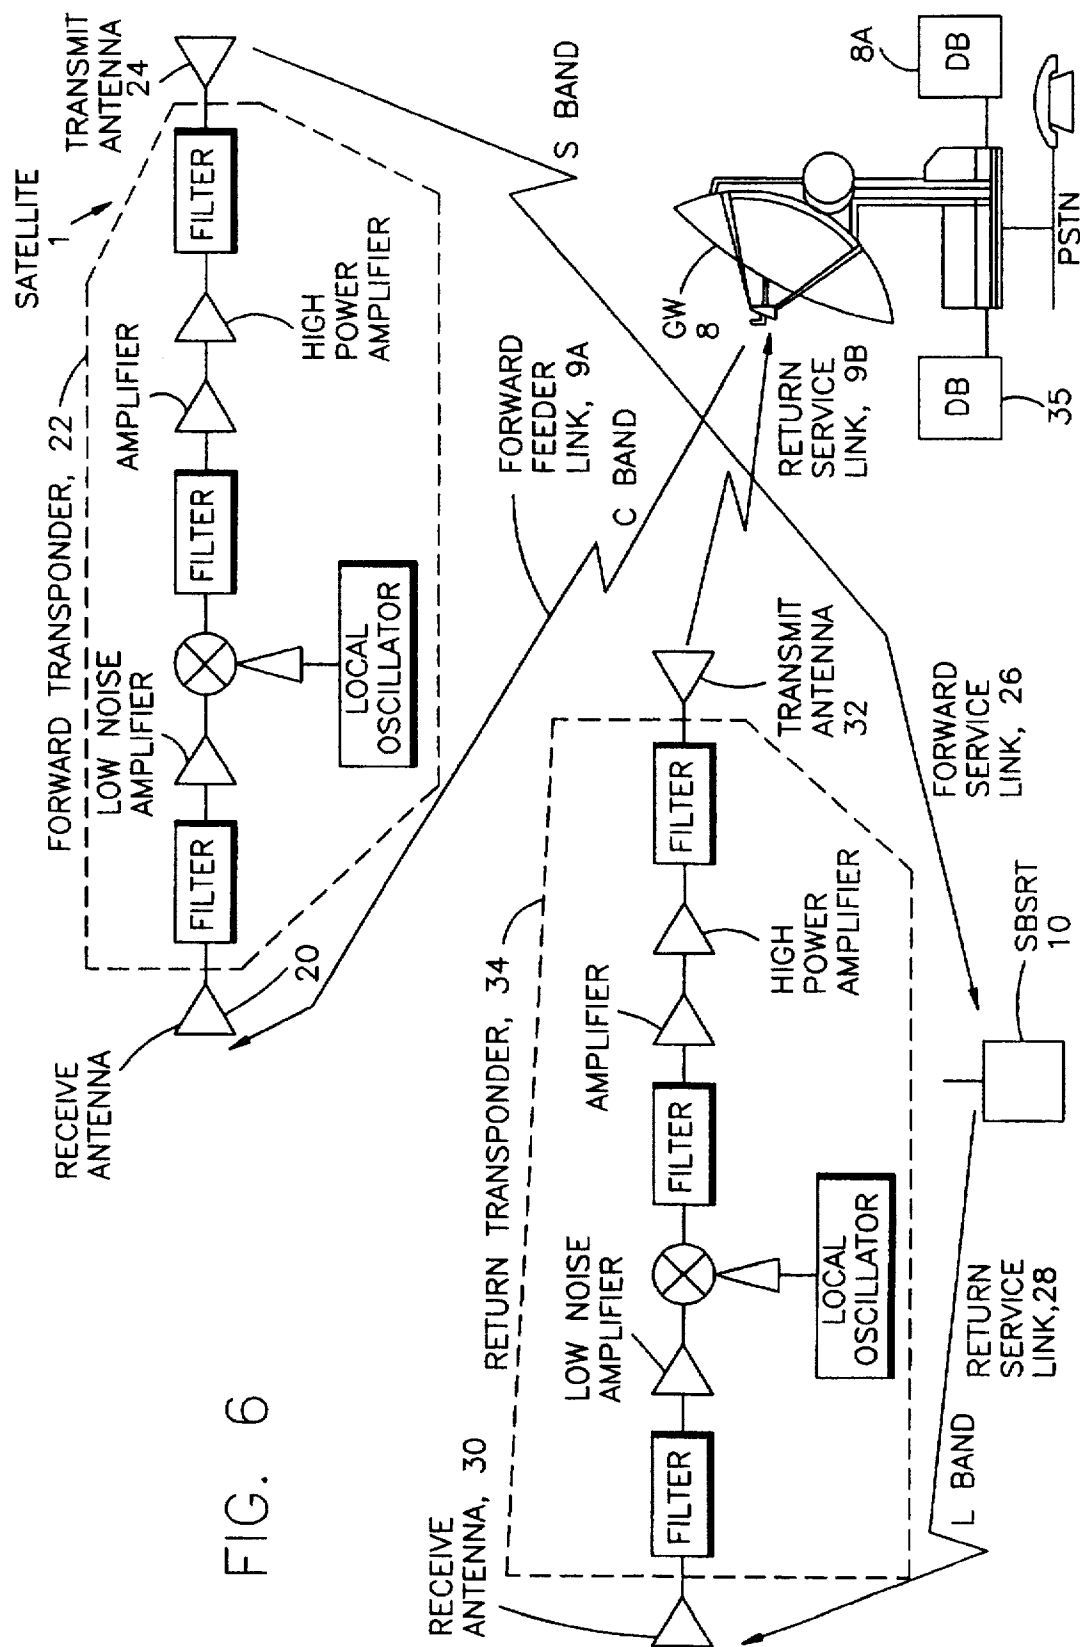 SATELLITE
1
FORWARD TRANSPONDER, 22
TRANSMIT
ANTENNA
24
RECEIVE
ANTENNA
20
FILTER
LOW NOISE
AMPLIFIER
LOCAL
OSCILLATOR
FILTER
AMPLIFIER
HIGH
POWER
AMPLIFIER
FILTER
FORWARD
FEEDER
LINK, 9A
C BAND
S BAND
FIG. 6
RECEIVE
ANTENNA, 30
RETURN TRANSPONDER, 34
FILTER
LOW NOISE
AMPLIFIER
LOCAL
OSCILLATOR
FILTER
AMPLIFIER
HIGH
POWER
AMPLIFIER
FILTER
TRANSMIT
ANTENNA
32
RETURN
SERVICE
LINK, 9B
GW
8
8A
DB
DB
35
PSTN
FORWARD
SERVICE
LINK, 26
SBSRT
10
RETURN
SERVICE
LINK,28
L BAND